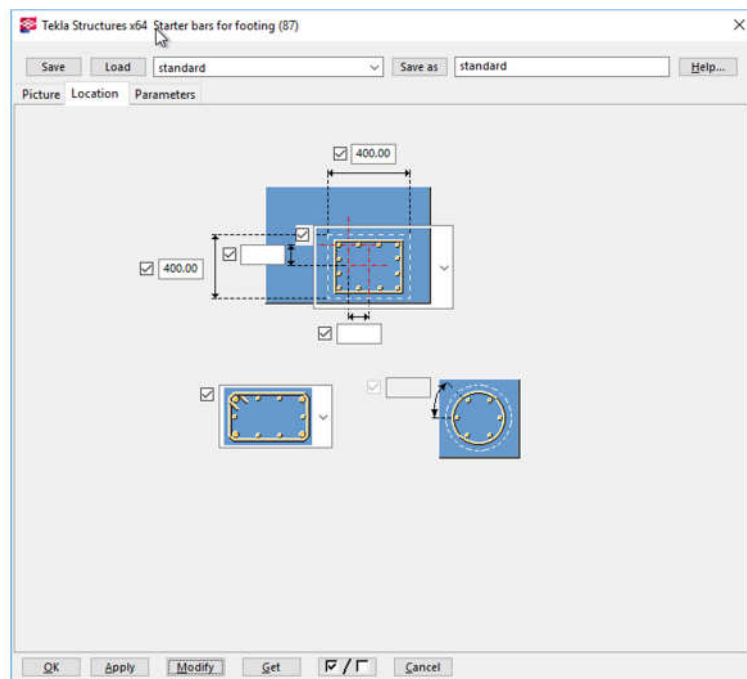 Tekla Structures x64 Starter bars for footing (87)
Save Load standard Save as standard Help...
Picture Location Parameters
400.00
400.00
OK Apply Modify Get / Cancel